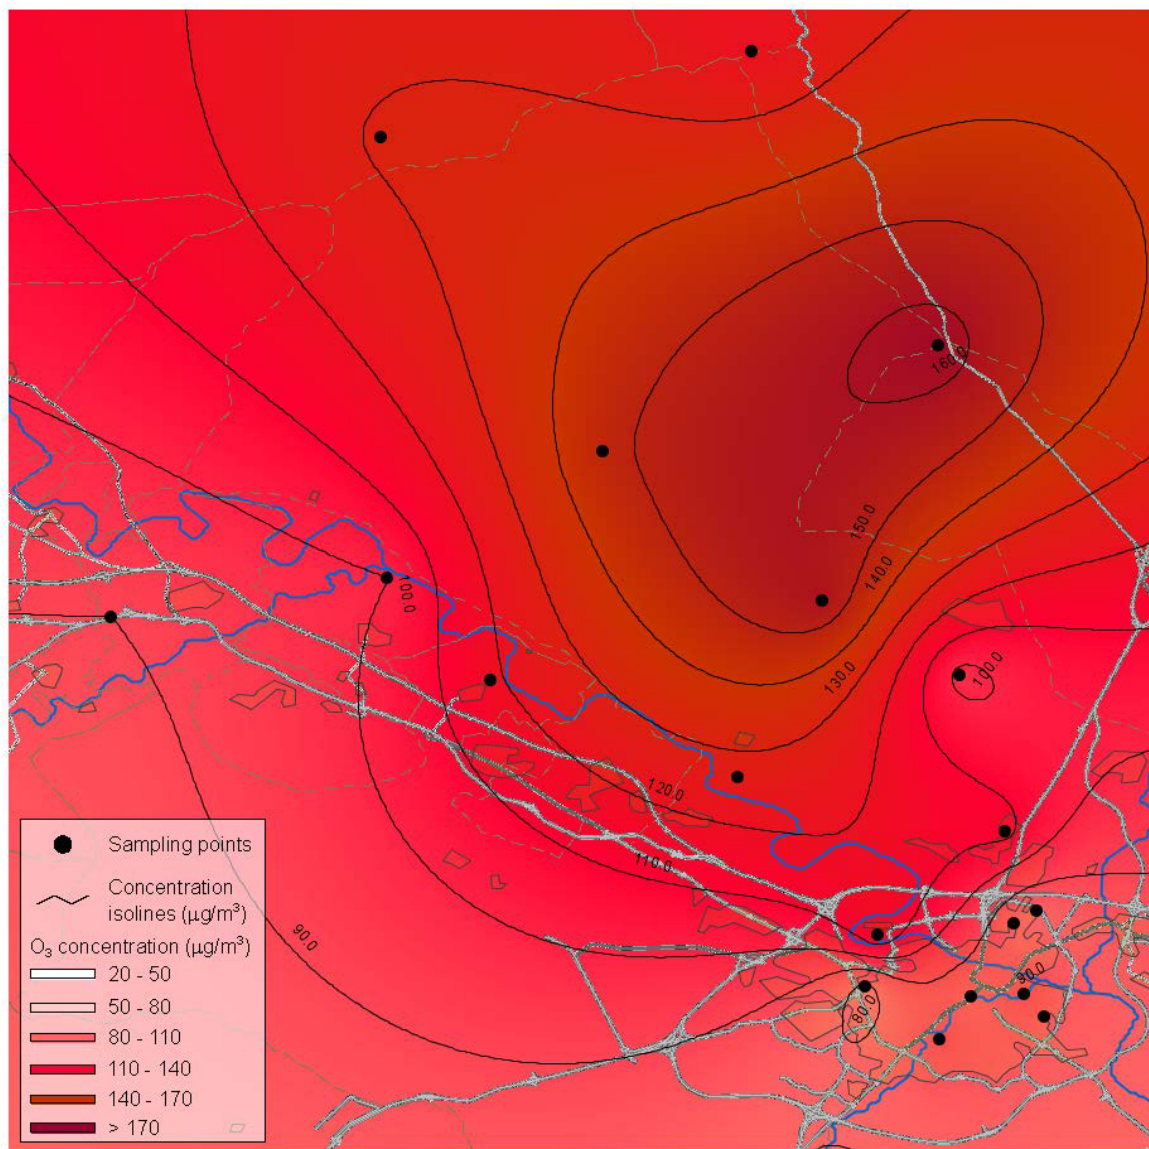 160.0
150.0
140.0
130.0
100.0
100.0
120.0
110.0
90.0
90.0
80.0
Sampling points
Concentration
isolines (µg/m³)
O₃ concentration (µg/m³)
20 - 50
50 - 80
80 - 110
110 - 140
140 - 170
> 170